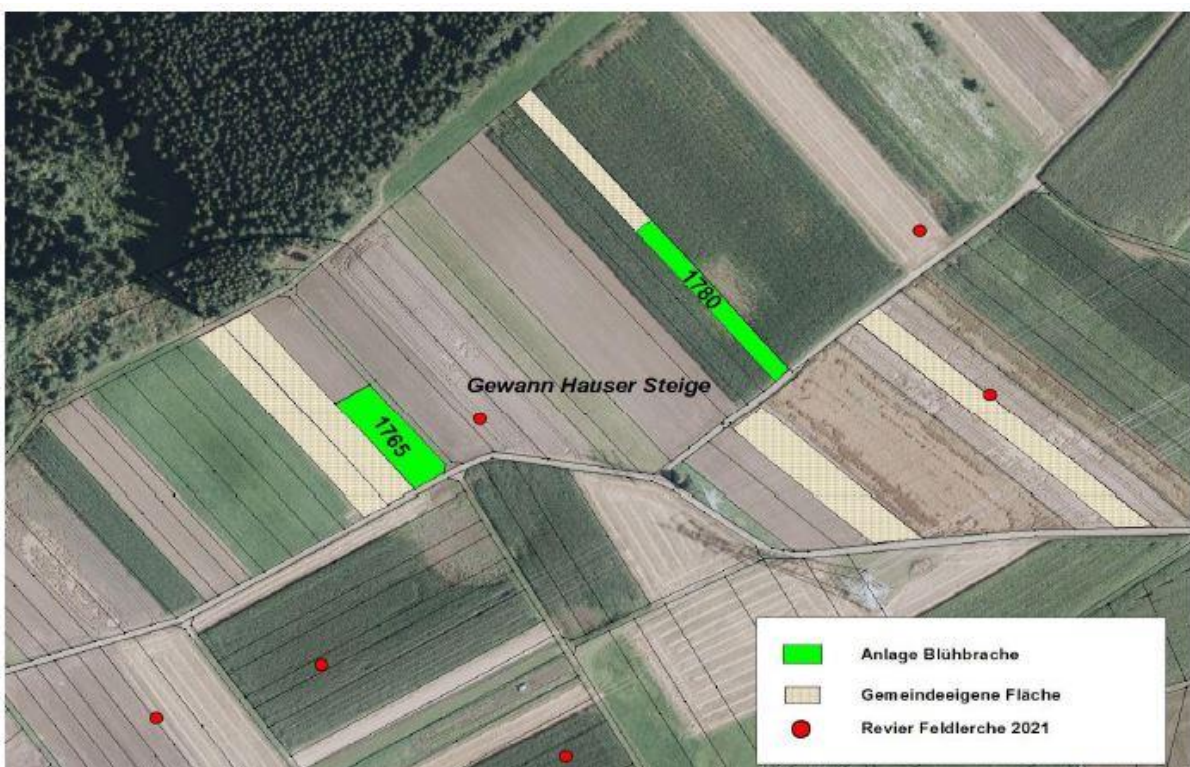 1780
Gewann Hauser Steige
1765
Anlage Blühbrache
Gemeindeeigene Fläche
Revier Feldlerche 2021